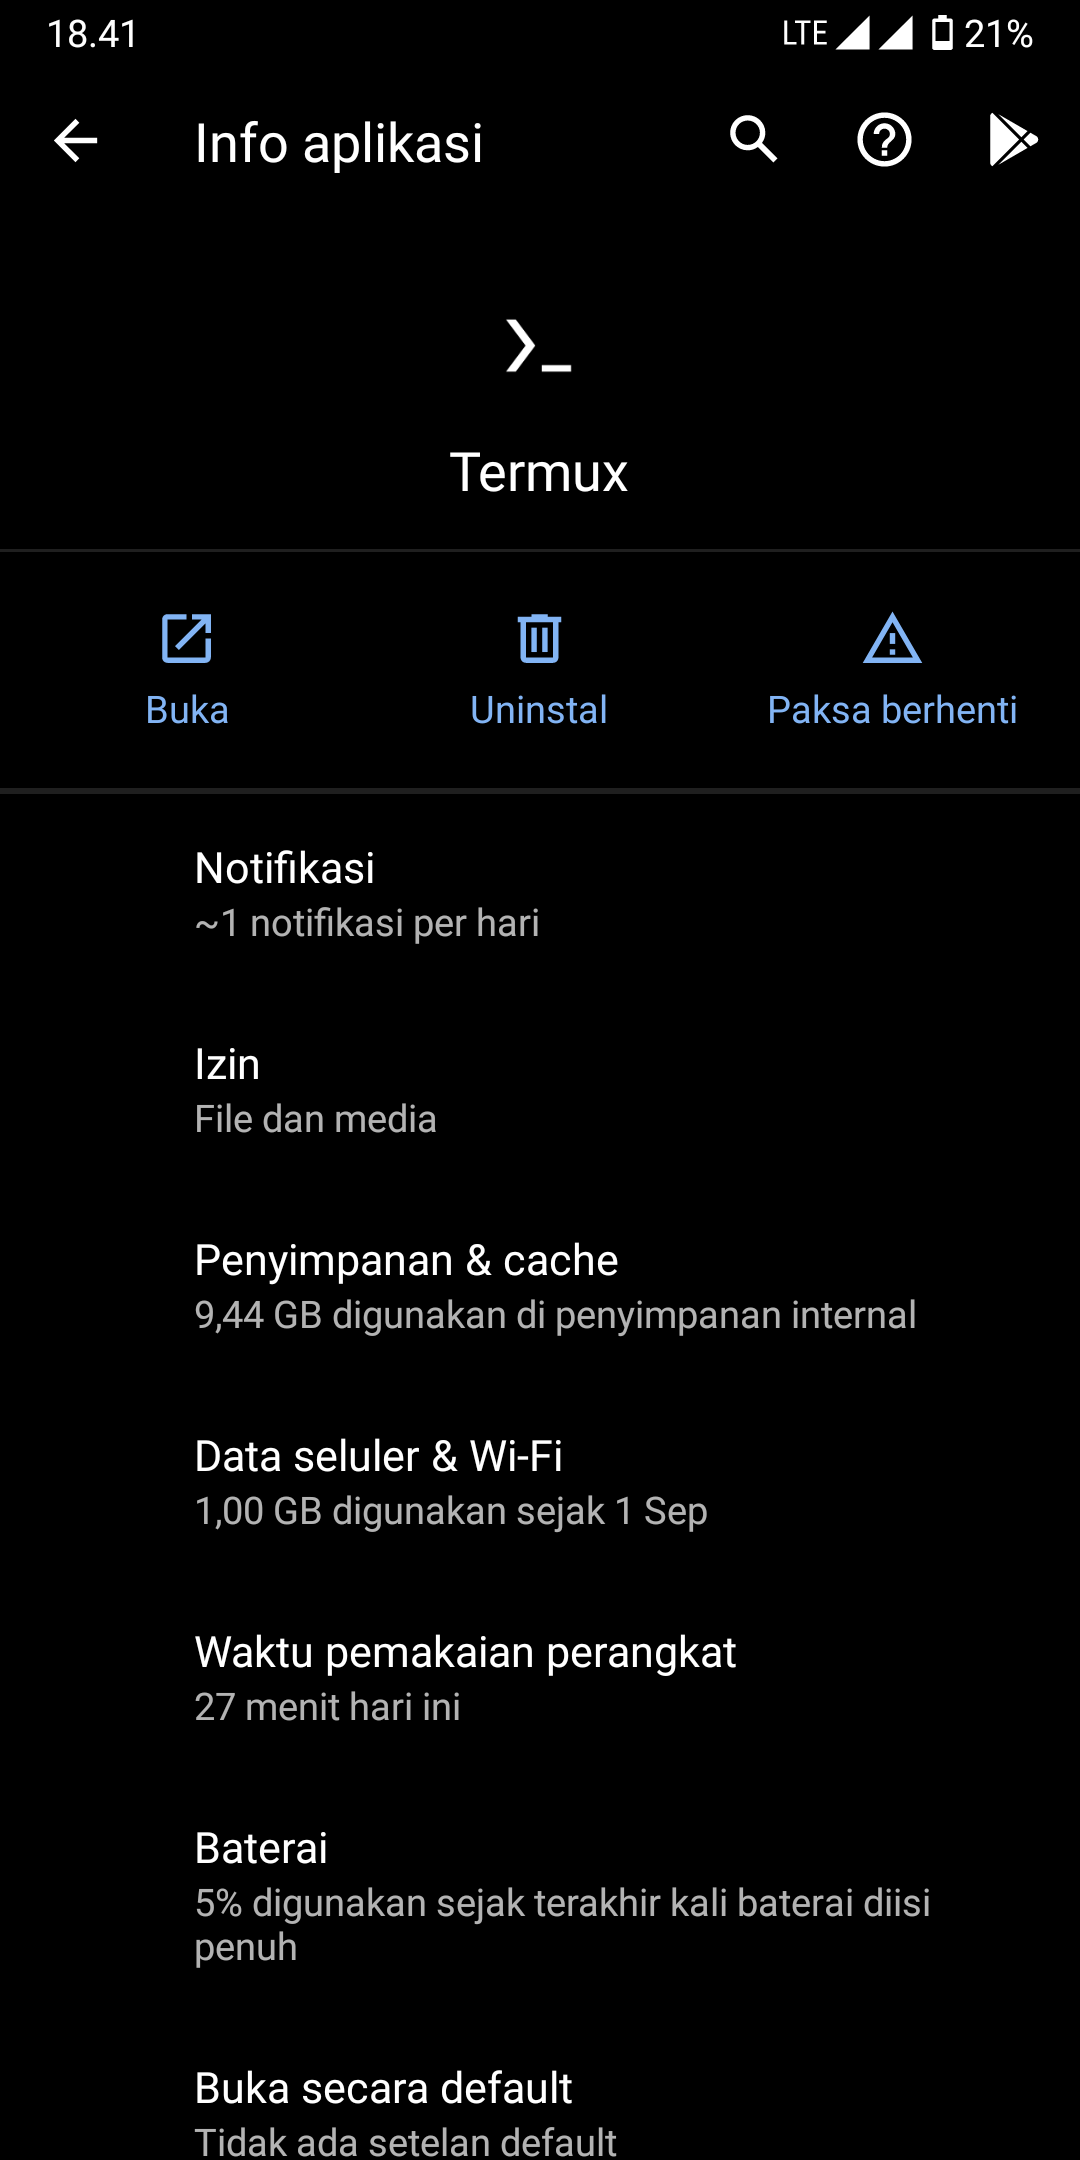 18.41 LTE 21%
Info aplikasi
Termux
Buka Uninstal Paksa berhenti
Notifikasi
~1 notifikasi per hari
Izin
File dan media
Penyimpanan & cache
9,44 GB digunakan di penyimpanan internal
Data seluler & Wi-Fi
1,00 GB digunakan sejak 1 Sep
Waktu pemakaian perangkat
27 menit hari ini
Baterai
5% digunakan sejak terakhir kali baterai diisi
penuh
Buka secara default
Tidak ada setelan default